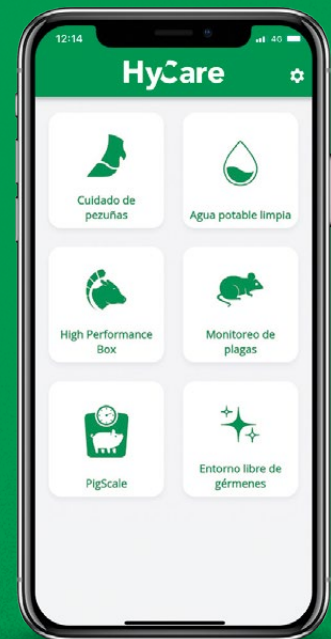 12:14
4G
HyCare
Cuidado de
pezuñas
Agua potable limpia
High Performance
Box
Monitoreo de
plagas
PigScale
Entorno libre de
gérmenes